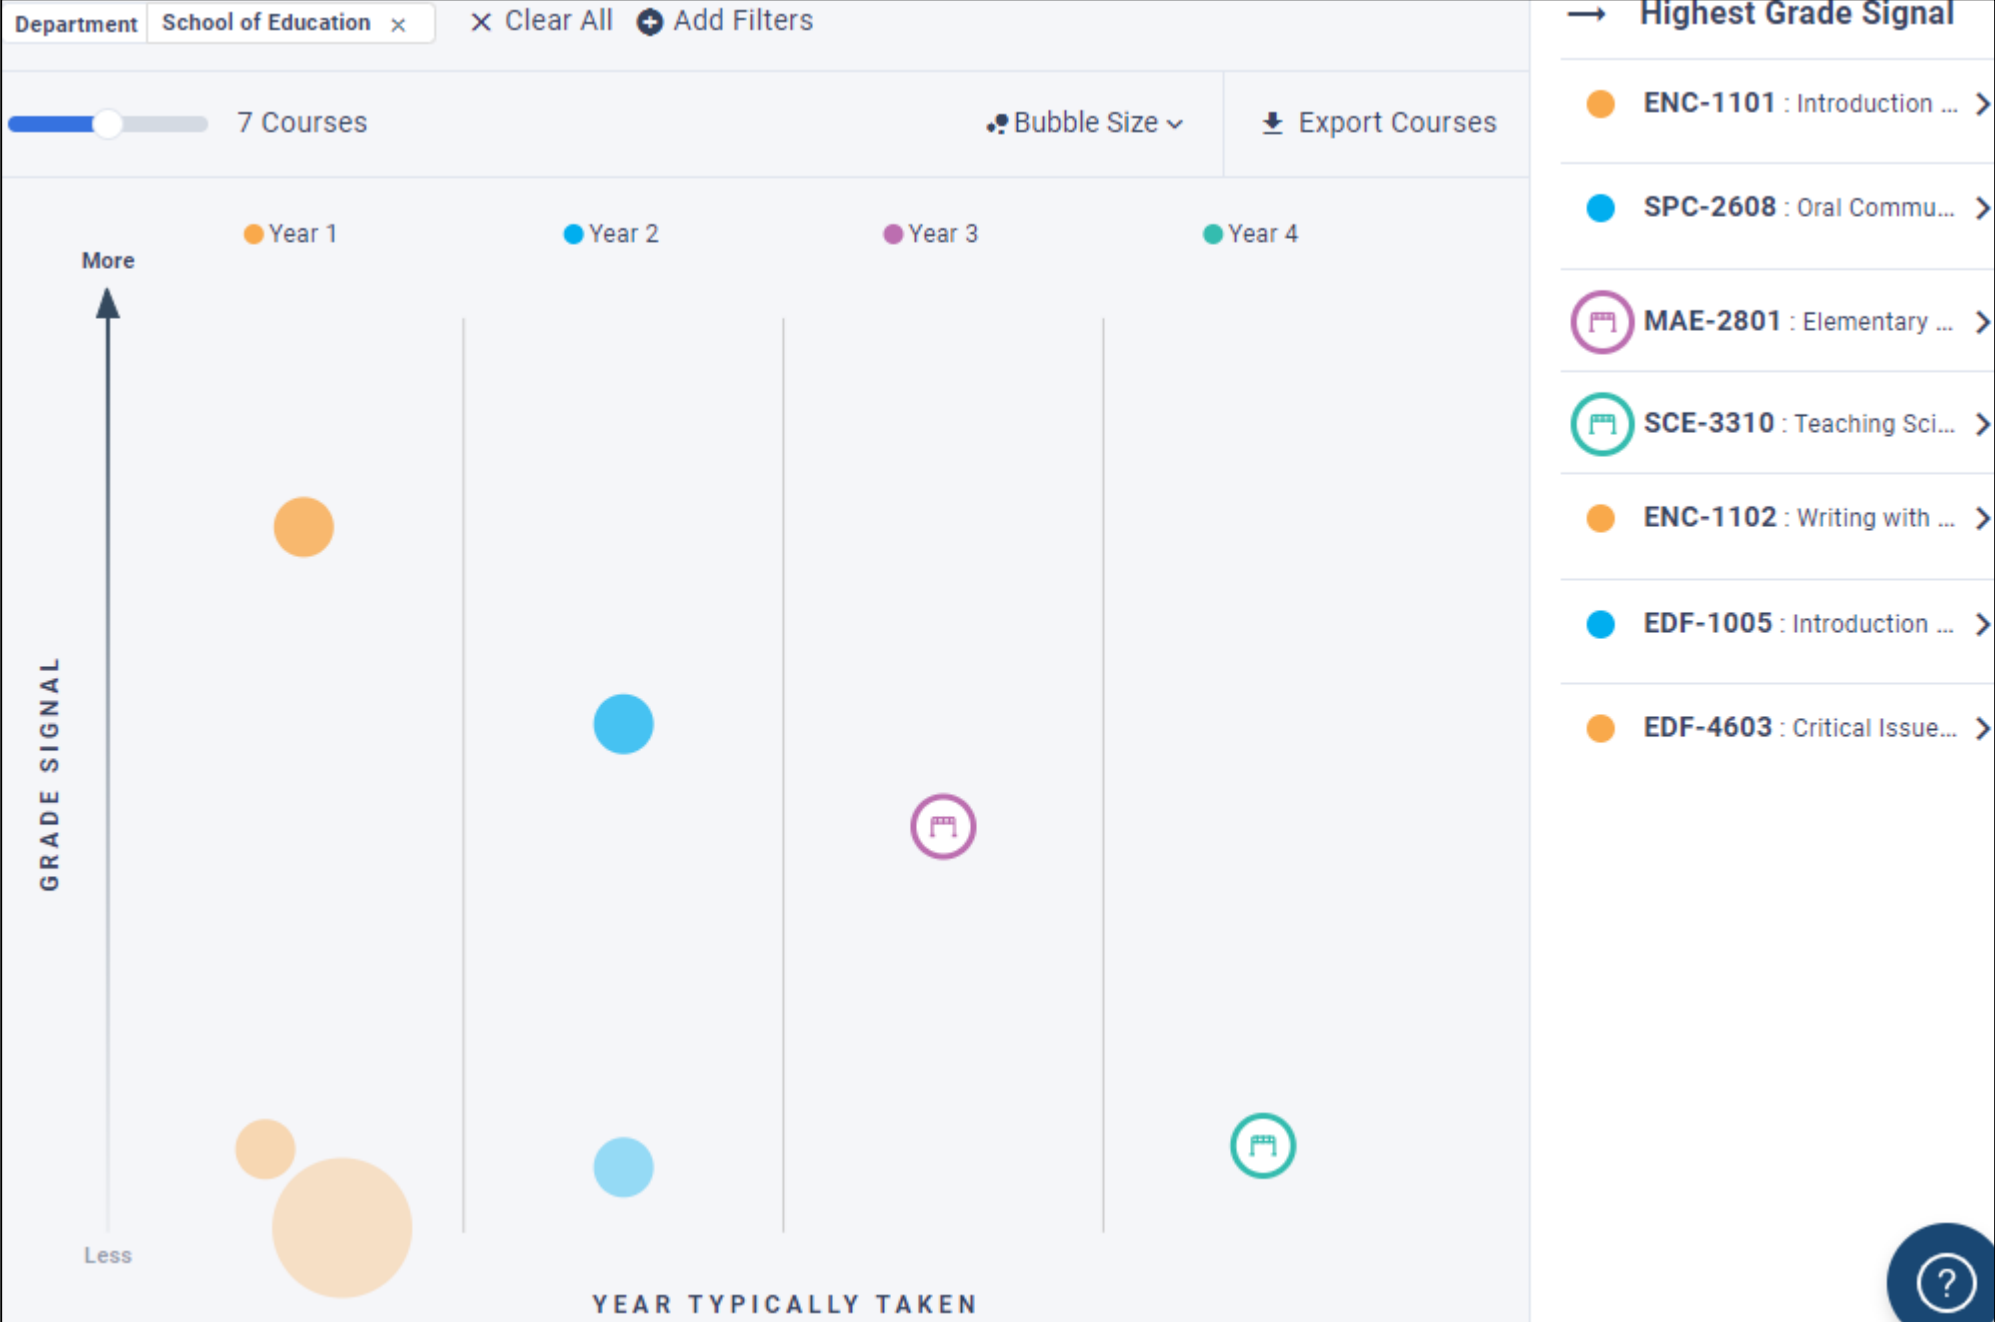 Department School of Education × Clear All Add Filters
7 Courses Bubble Size Export Courses
Year 1 Year 2 Year 3 Year 4
More
GRADE SIGNAL
Less
YEAR TYPICALLY TAKEN
Highest Grade Signal
ENC-1101 : Introduction ...
SPC-2608 : Oral Commu...
MAE-2801 : Elementary ...
SCE-3310 : Teaching Sci...
ENC-1102 : Writing with ...
EDF-1005 : Introduction ...
EDF-4603 : Critical Issue...
?